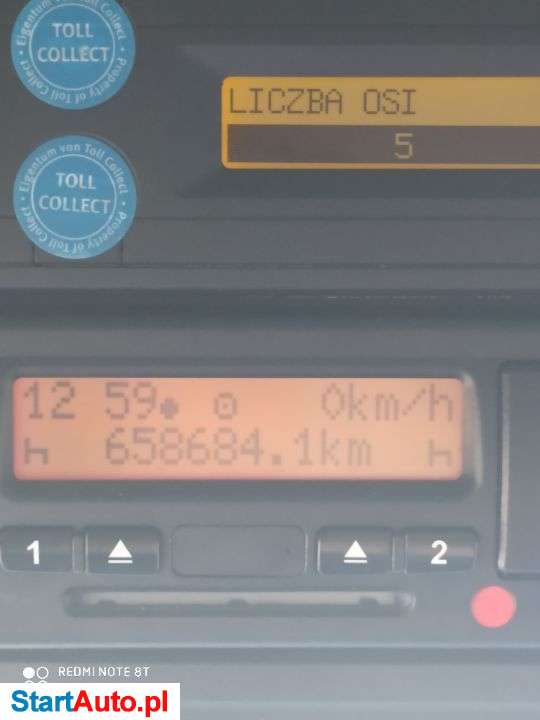 Eigentum von Toll Collect
TOLL
COLLECT
Property of Toll Collect
LICZBA OSI
5
Eigentum von Toll Collect
TOLL
COLLECT
Property of Toll Collect
12 59 0km/h
658684.1km
1 2
REDMI NOTE 8T
StartAuto.pl